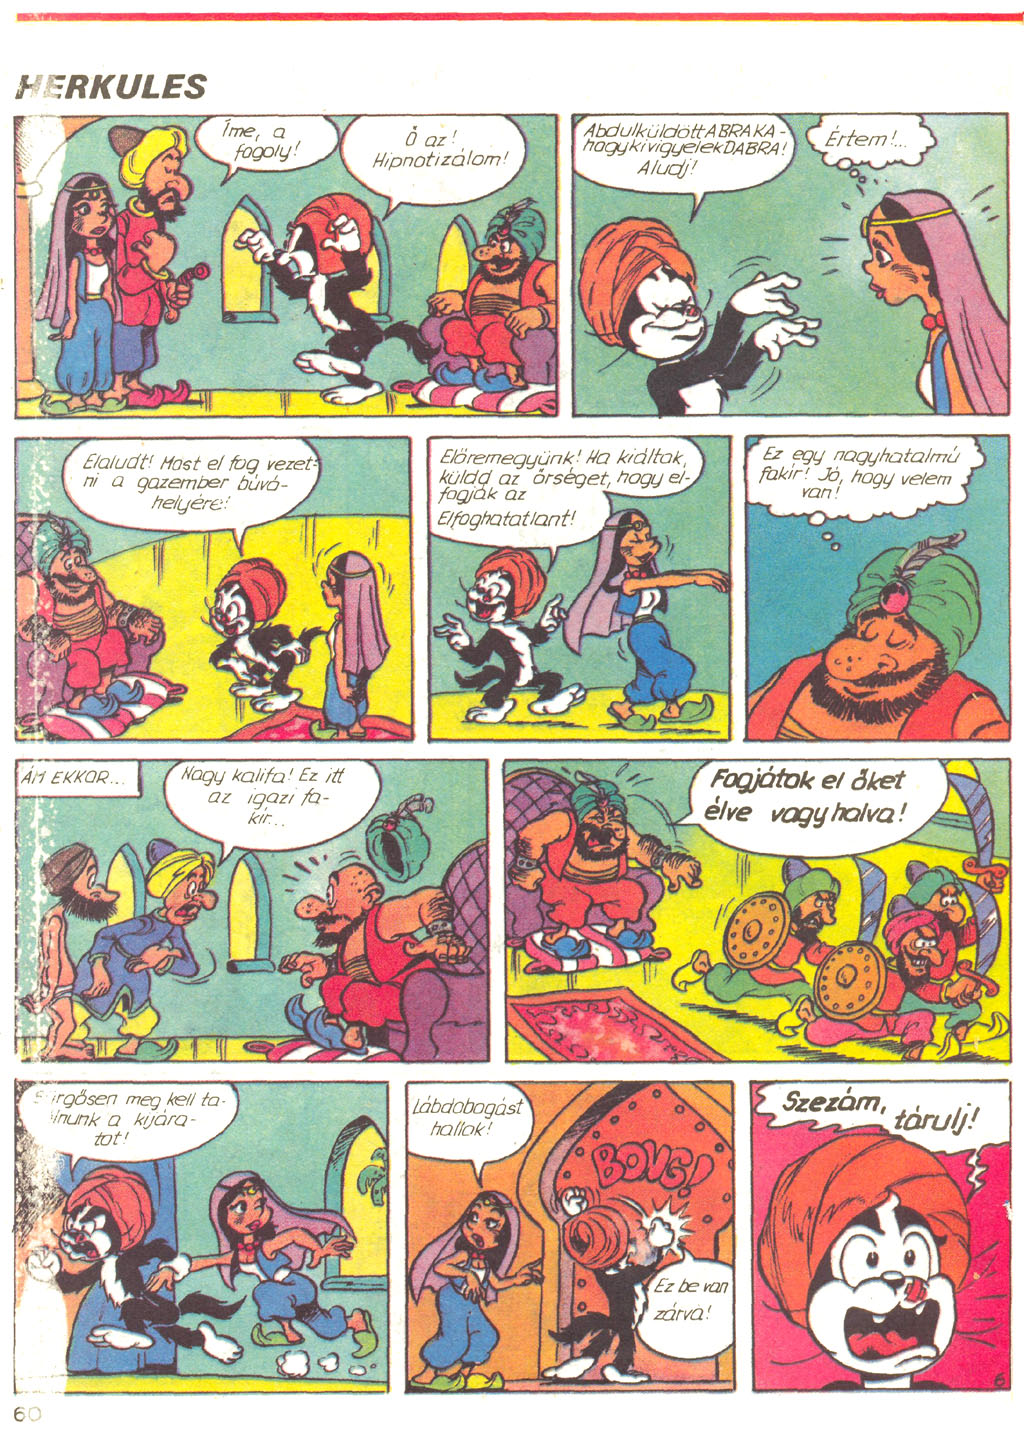 HERKULES
Íme, a
fogoly!
Ő az!
Hipnotizálom!
AbdulküldöttABRAKA-
hogykivigyelekDABRA!
Aludj!
Értem!...
Elaludt! Most el fog vezet-
ni a gazember búvó-
helyére!
Előremegyünk! Ha kiáltok,
küldd az őrséget, hogy el-
fogják az
Elfoghatatlant!
Ez egy nagyhatalmú
fakír! Jó, hogy velem
van!
ÁM EKKOR...
Nagy kalifa! Ez itt
az igazi fa-
kír...
Fogjátok el őket
élve vagy halva!
Sürgősen meg kell ta-
lálnunk a kijára-
tot!
Lábdobogást
hallok!
BONG!
Ez be van
zárva!
Szezám,
tárulj!
6
60